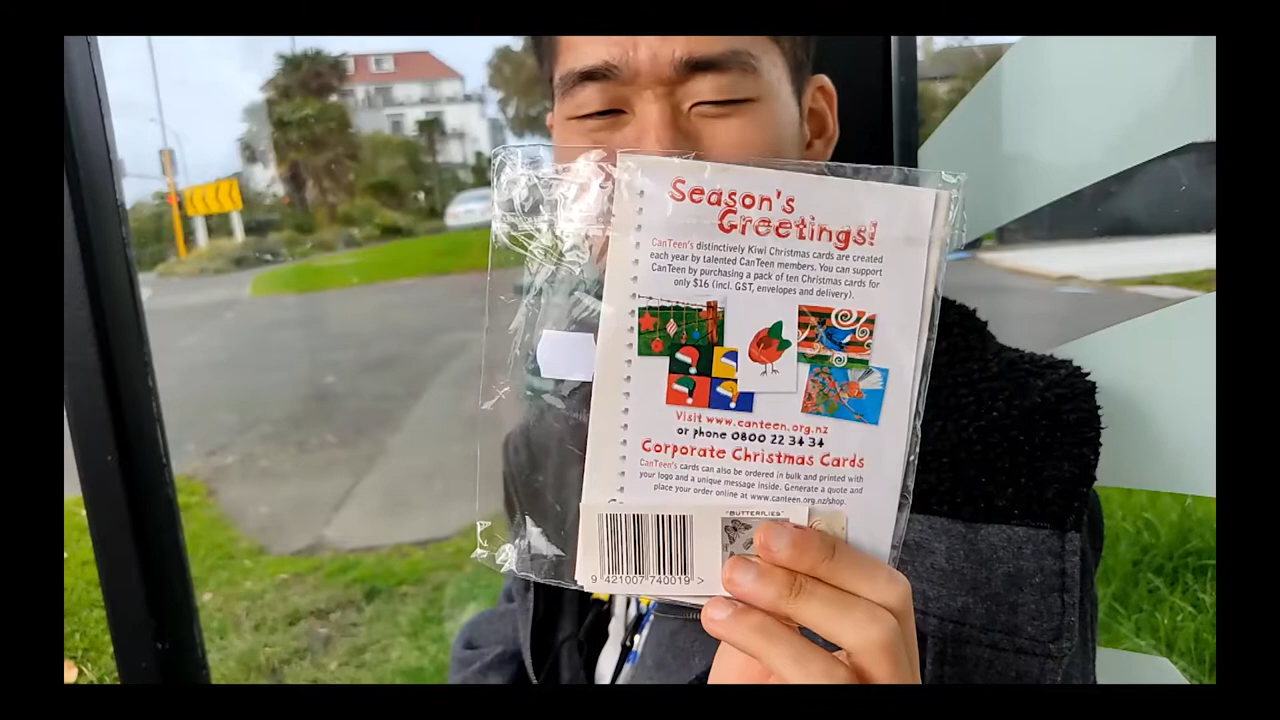 Season's
Greetings!
CanTeen's distinctively Kiwi Christmas cards are created
each year by talented CanTeen members. You can support
CanTeen by purchasing a pack of ten Christmas cards for
only $16 (incl. GST, envelopes and delivery).
Visit www.canteen.org.nz
or phone 0800 22 34 34
Corporate Christmas Cards
CanTeen's cards can also be ordered in bulk and printed with
your logo and a unique message inside. Generate a quote and
place your order online at www.canteen.org.nz/shop.
"BUTTERFLIES"
9 421007 740019 >